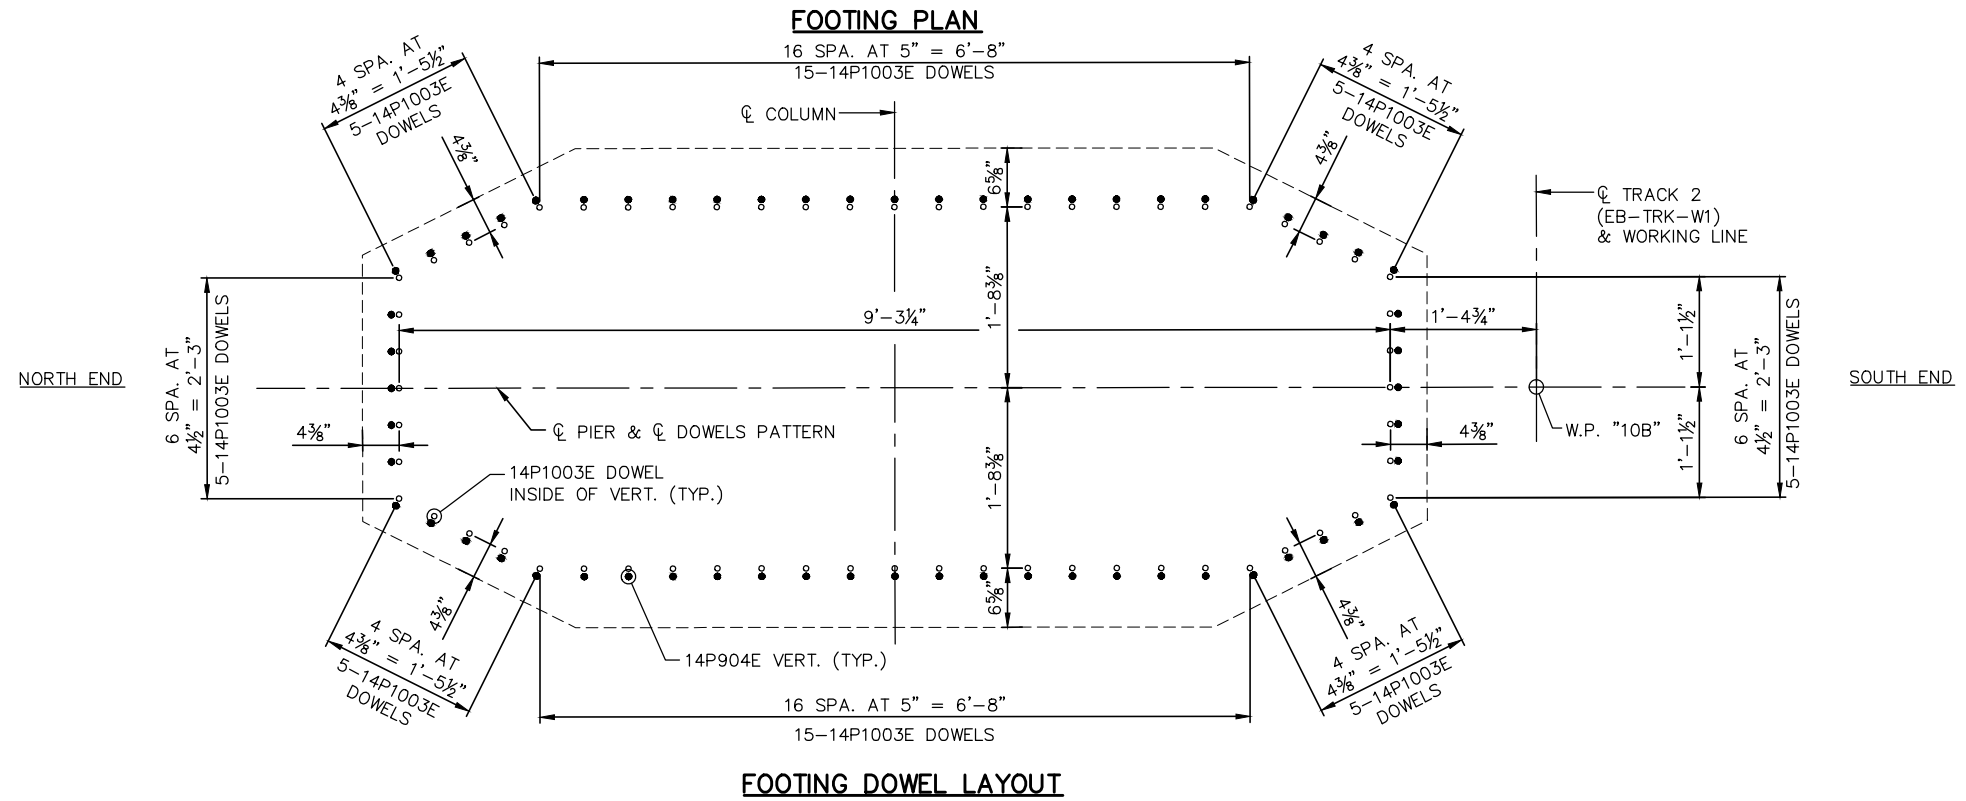 FOOTING PLAN
16 SPA. AT 5" = 6'-8"
15-14P1003E DOWELS
4 SPA. AT
4⅜" = 1'-5½"
5-14P1003E
DOWELS
4 SPA. AT
4⅜" = 1'-5½"
5-14P1003E
DOWELS
℄ COLUMN
4⅜"
6⅝"
4⅜"
℄ TRACK 2
(EB-TRK-W1)
& WORKING LINE
1'-8⅜"
9'-3¼"
1'-4¾"
1'-1½"
6 SPA. AT
4½" = 2'-3"
5-14P1003E DOWELS
6 SPA. AT
4½" = 2'-3"
5-14P1003E DOWELS
NORTH END
SOUTH END
4⅜"
℄ PIER & ℄ DOWELS PATTERN
4⅜"
W.P. "10B"
1'-1½"
1'-8⅜"
14P1003E DOWEL
INSIDE OF VERT. (TYP.)
4⅜"
6⅝"
4⅜"
4 SPA. AT
4⅜" = 1'-5½"
5-14P1003E
DOWELS
14P904E VERT. (TYP.)
4 SPA. AT
4⅜" = 1'-5½"
5-14P1003E
DOWELS
16 SPA. AT 5" = 6'-8"
15-14P1003E DOWELS
FOOTING DOWEL LAYOUT